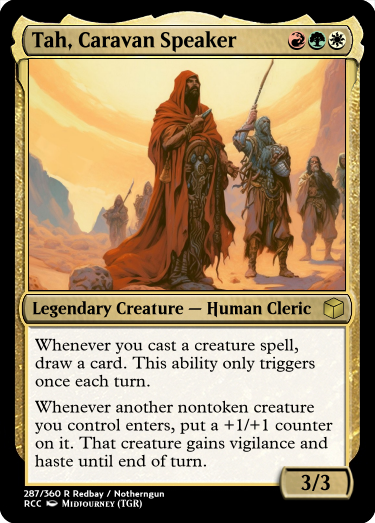 Tah, Caravan Speaker
Legendary Creature — Human Cleric
Whenever you cast a creature spell,
draw a card. This ability only triggers
once each turn.
Whenever another nontoken creature
you control enters, put a +1/+1 counter
on it. That creature gains vigilance and
haste until end of turn.
3/3
287/360 R Redbay / Notherngun
RCC Midjourney (TGR)